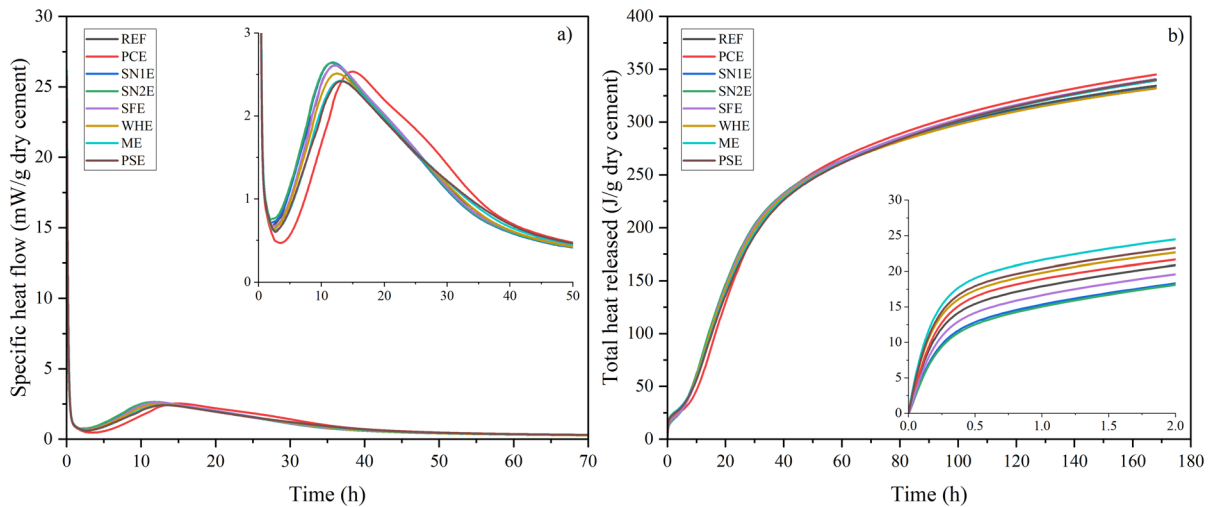 a)
REF
PCE
SN1E
SN2E
SFE
WHE
ME
PSE
Specific heat flow (mW/g dry cement)
30
25
20
15
10
5
0
0 10 20 30 40 50 60 70
Time (h)
3
2
1
0
0 10 20 30 40 50
b)
REF
PCE
SN1E
SN2E
SFE
WHE
ME
PSE
Total heat released (J/g dry cement)
400
350
300
250
200
150
100
50
25
0
0 20 40 60 80 100 120 140 160 180
Time (h)
30
25
20
15
10
5
0
0.0 0.5 1.0 1.5 2.0